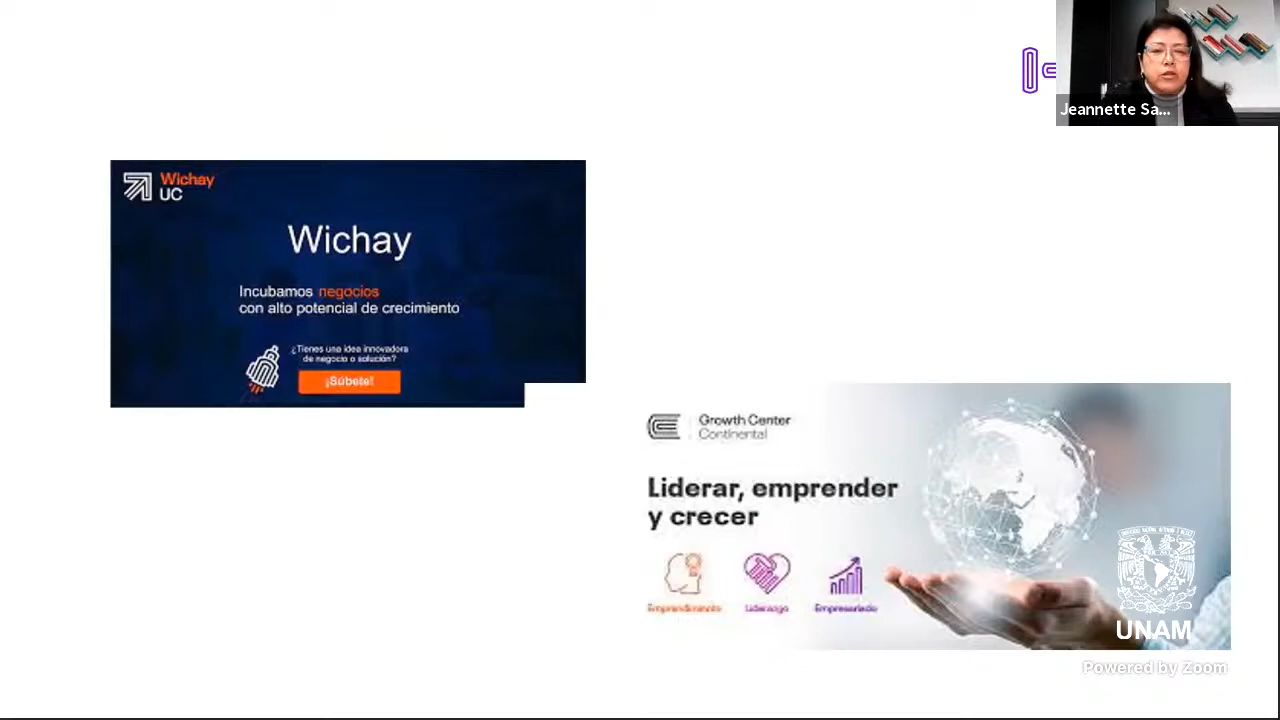 Jeannette Sa...
Wichay
UC
Wichay
Incubamos negocios
con alto potencial de crecimiento
¿Tienes una idea innovadora
de negocio o solución?
¡Súbete!
Growth Center
Continental
Liderar, emprender
y crecer
Emprendimiento Liderazgo Empresariado
UNAM
Powered by Zoom